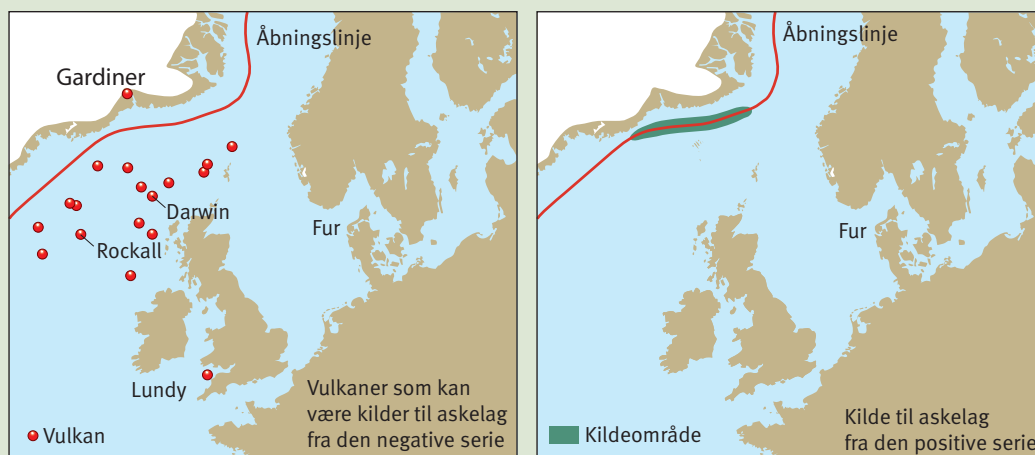 Åbningslinje
Gardiner
Darwin
Rockall
Fur
Lundy
Vulkaner som kan
være kilder til askelag
fra den negative serie
Vulkan
Åbningslinje
Fur
Kilde til askelag
fra den positive serie
Kildeområde